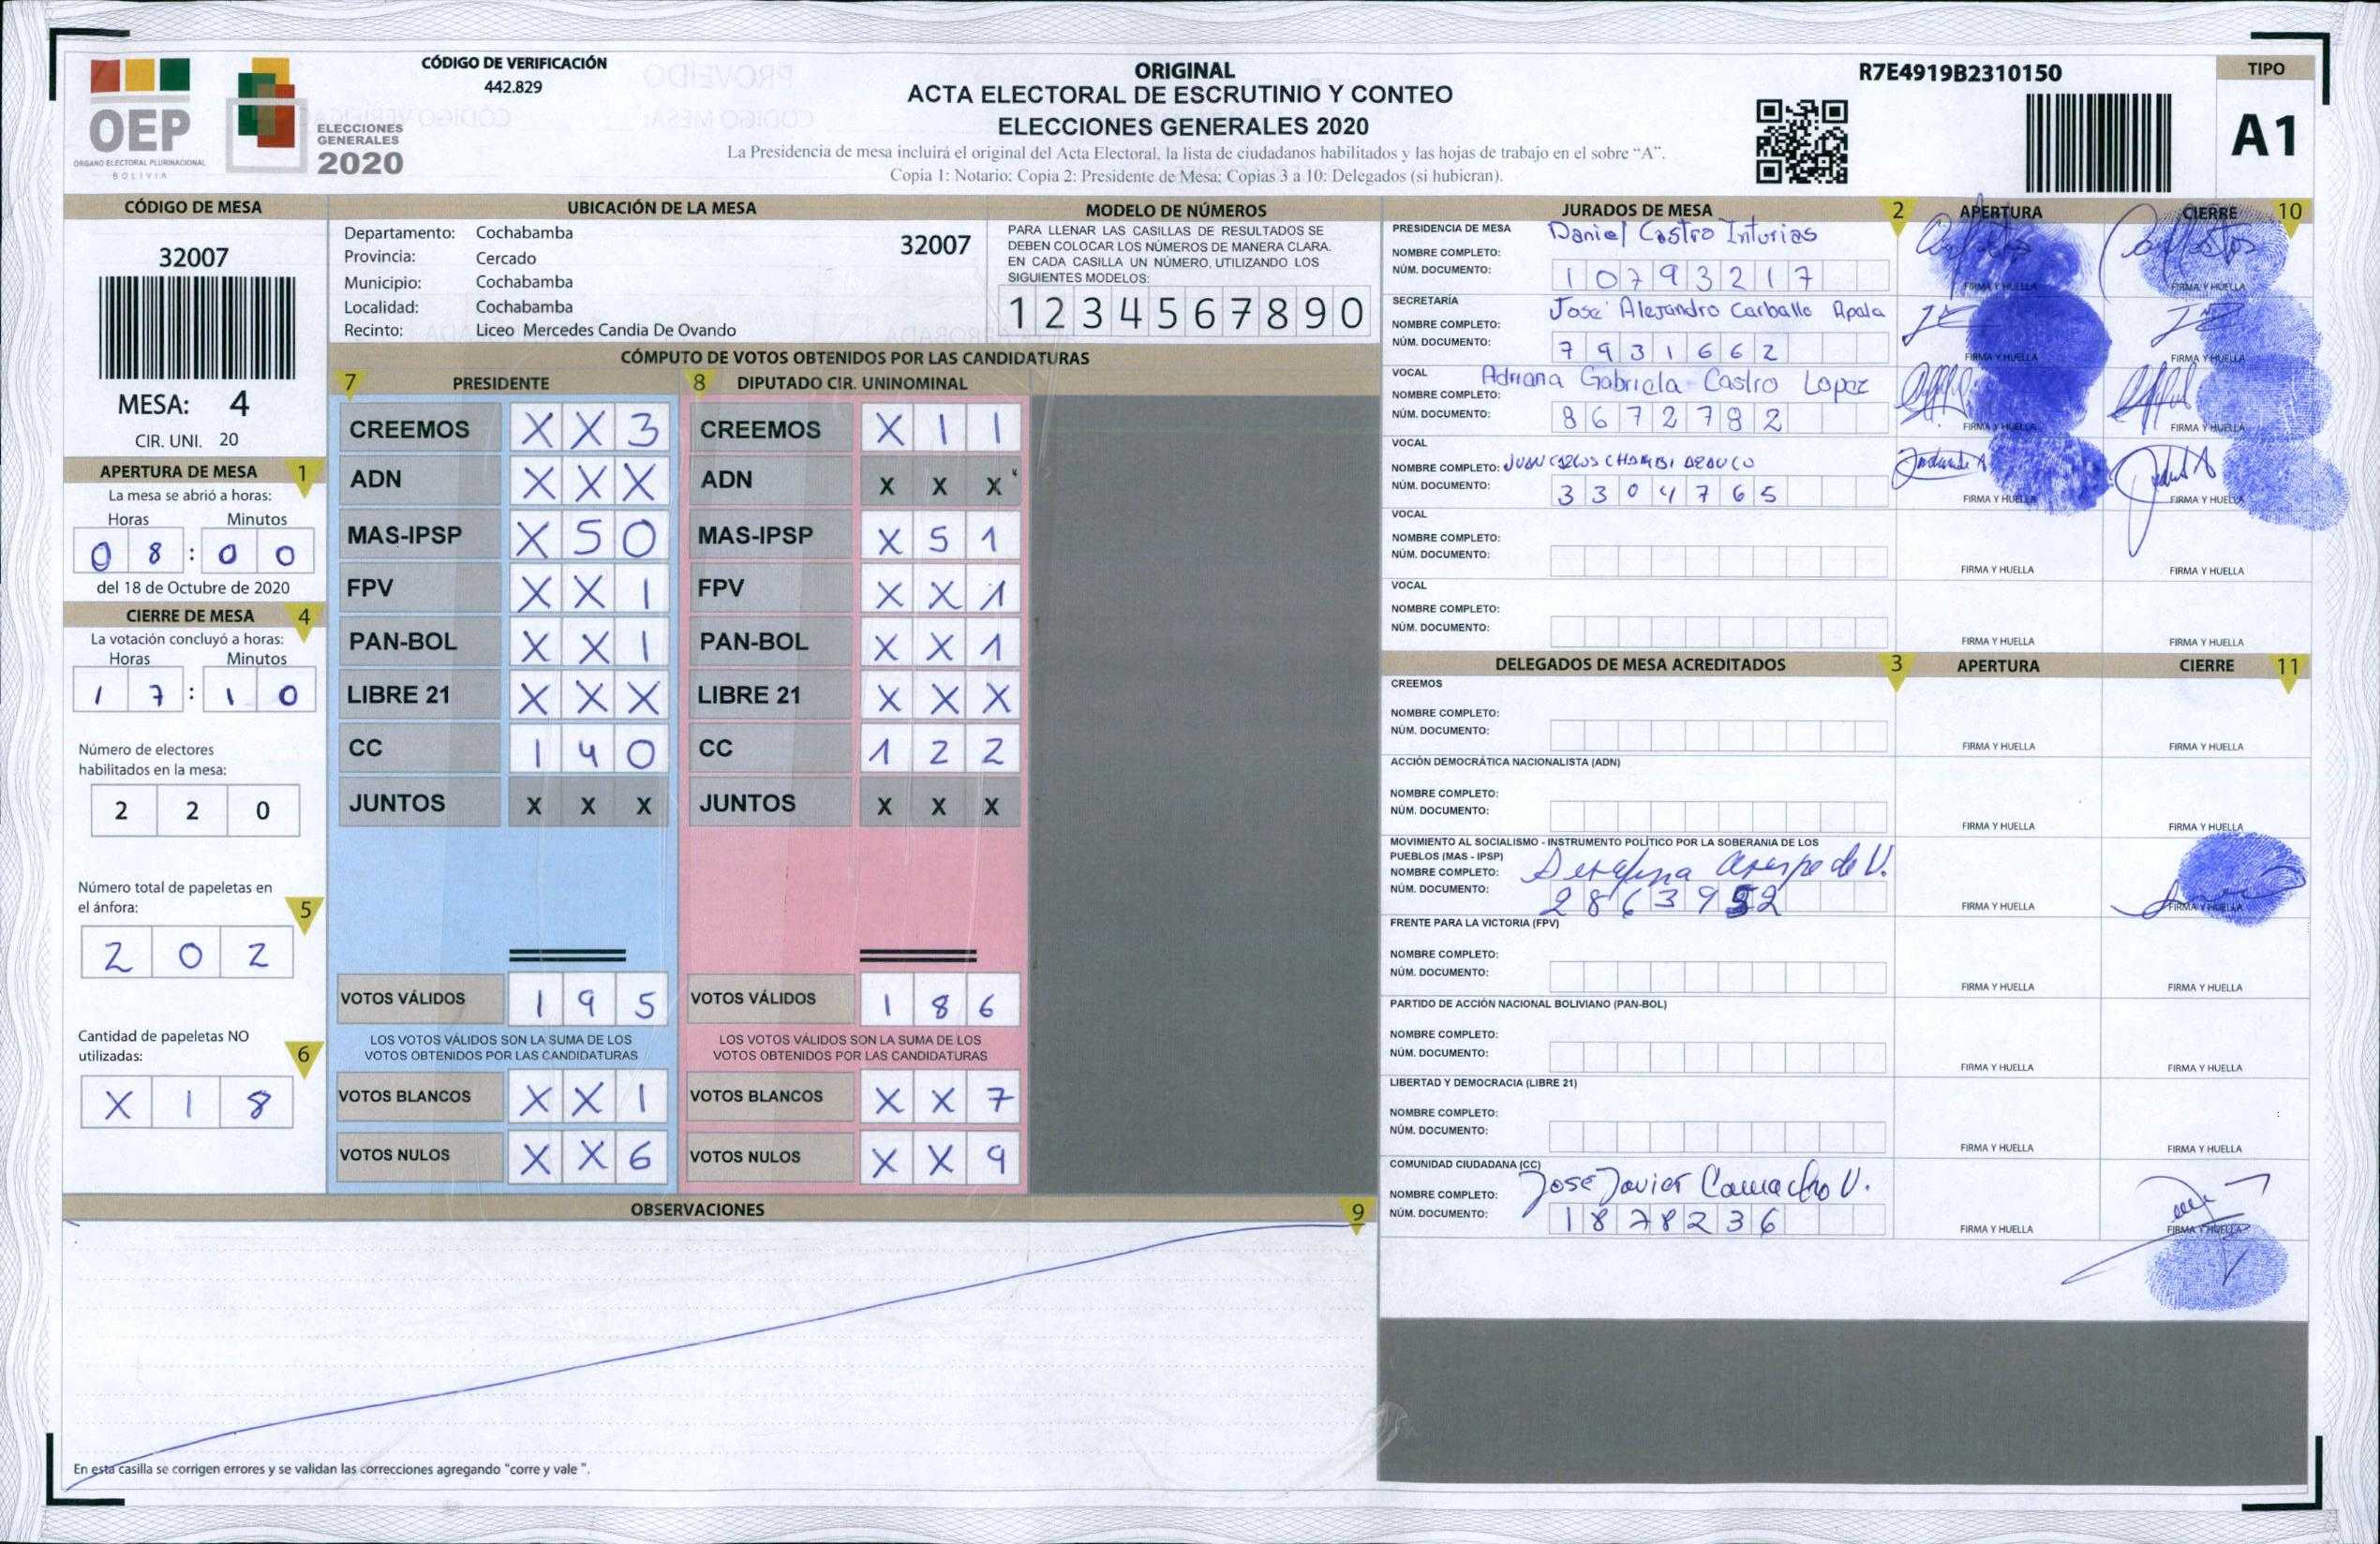 OEP
ÓRGANO ELECTORAL PLURINACIONAL
BOLIVIA
ELECCIONES
GENERALES
2020
CÓDIGO DE VERIFICACIÓN
442.829
ORIGINAL
ACTA ELECTORAL DE ESCRUTINIO Y CONTEO
ELECCIONES GENERALES 2020
La Presidencia de mesa incluirá el original del Acta Electoral, la lista de ciudadanos habilitados y las hojas de trabajo en el sobre “A”.
Copia 1: Notario; Copia 2: Presidente de Mesa; Copias 3 a 10: Delegados (si hubieran).
R7E4919B2310150
TIPO
A1
CÓDIGO DE MESA
32007
MESA: 4
CIR. UNI. 20
APERTURA DE MESA 1
La mesa se abrió a horas:
Horas Minutos
0 8 : 0 0
del 18 de Octubre de 2020
CIERRE DE MESA 4
La votación concluyó a horas:
Horas Minutos
1 7 : 1 0
Número de electores
habilitados en la mesa:
2 2 0
Número total de papeletas en
el ánfora: 5
2 0 2
Cantidad de papeletas NO
utilizadas: 6
X 1 8
UBICACIÓN DE LA MESA
Departamento: Cochabamba 32007
Provincia: Cercado
Municipio: Cochabamba
Localidad: Cochabamba
Recinto: Liceo Mercedes Candia De Ovando
MODELO DE NÚMEROS
PARA LLENAR LAS CASILLAS DE RESULTADOS SE
DEBEN COLOCAR LOS NÚMEROS DE MANERA CLARA.
EN CADA CASILLA UN NÚMERO, UTILIZANDO LOS
SIGUIENTES MODELOS:
1 2 3 4 5 6 7 8 9 0
CÓMPUTO DE VOTOS OBTENIDOS POR LAS CANDIDATURAS
7 PRESIDENTE 8 DIPUTADO CIR. UNINOMINAL
CREEMOS X X 3 CREEMOS X 1 1
ADN X X X ADN X X X
MAS-IPSP X 5 0 MAS-IPSP X 5 1
FPV X X 1 FPV X X 1
PAN-BOL X X 1 PAN-BOL X X 1
LIBRE 21 X X X LIBRE 21 X X X
CC 1 4 0 CC 1 2 2
JUNTOS X X X JUNTOS X X X
VOTOS VÁLIDOS 1 9 5 VOTOS VÁLIDOS 1 8 6
LOS VOTOS VÁLIDOS SON LA SUMA DE LOS LOS VOTOS VÁLIDOS SON LA SUMA DE LOS
VOTOS OBTENIDOS POR LAS CANDIDATURAS VOTOS OBTENIDOS POR LAS CANDIDATURAS
VOTOS BLANCOS X X 1 VOTOS BLANCOS X X 7
VOTOS NULOS X X 6 VOTOS NULOS X X 9
OBSERVACIONES 9
En esta casilla se corrigen errores y se validan las correcciones agregando "corre y vale ".
JURADOS DE MESA 2 APERTURA CIERRE 10
PRESIDENCIA DE MESA Daniel Castro Inturias
NOMBRE COMPLETO:
NÚM. DOCUMENTO: 1 0 7 9 3 2 1 7 FIRMA Y HUELLA FIRMA Y HUELLA
SECRETARÍA José Alejandro Carballo Apala
NOMBRE COMPLETO:
NÚM. DOCUMENTO: 7 9 3 1 6 6 2 FIRMA Y HUELLA FIRMA Y HUELLA
VOCAL Adriana Gabriela Castro Lopez
NOMBRE COMPLETO:
NÚM. DOCUMENTO: 8 6 7 2 7 9 2 FIRMA Y HUELLA FIRMA Y HUELLA
VOCAL
NOMBRE COMPLETO: JUAN CARLOS CHAMBI ARAUCO
NÚM. DOCUMENTO: 3 3 0 4 7 6 5 FIRMA Y HUELLA FIRMA Y HUELLA
VOCAL
NOMBRE COMPLETO:
NÚM. DOCUMENTO: FIRMA Y HUELLA FIRMA Y HUELLA
VOCAL
NOMBRE COMPLETO:
NÚM. DOCUMENTO: FIRMA Y HUELLA FIRMA Y HUELLA
DELEGADOS DE MESA ACREDITADOS 3 APERTURA CIERRE 11
CREEMOS
NOMBRE COMPLETO:
NÚM. DOCUMENTO: FIRMA Y HUELLA FIRMA Y HUELLA
ACCIÓN DEMOCRÁTICA NACIONALISTA (ADN)
NOMBRE COMPLETO:
NÚM. DOCUMENTO: FIRMA Y HUELLA FIRMA Y HUELLA
MOVIMIENTO AL SOCIALISMO - INSTRUMENTO POLÍTICO POR LA SOBERANIA DE LOS
PUEBLOS (MAS - IPSP)
NOMBRE COMPLETO: de V.
NÚM. DOCUMENTO: 2 8 6 3 9 2 FIRMA Y HUELLA FIRMA Y HUELLA
FRENTE PARA LA VICTORIA (FPV)
NOMBRE COMPLETO:
NÚM. DOCUMENTO: FIRMA Y HUELLA FIRMA Y HUELLA
PARTIDO DE ACCIÓN NACIONAL BOLIVIANO (PAN-BOL)
NOMBRE COMPLETO:
NÚM. DOCUMENTO: FIRMA Y HUELLA FIRMA Y HUELLA
LIBERTAD Y DEMOCRACIA (LIBRE 21)
NOMBRE COMPLETO:
NÚM. DOCUMENTO: FIRMA Y HUELLA FIRMA Y HUELLA
COMUNIDAD CIUDADANA (CC)
NOMBRE COMPLETO: José Javier Camacho V.
NÚM. DOCUMENTO: 1 8 7 8 2 3 6 FIRMA Y HUELLA FIRMA Y HUELLA